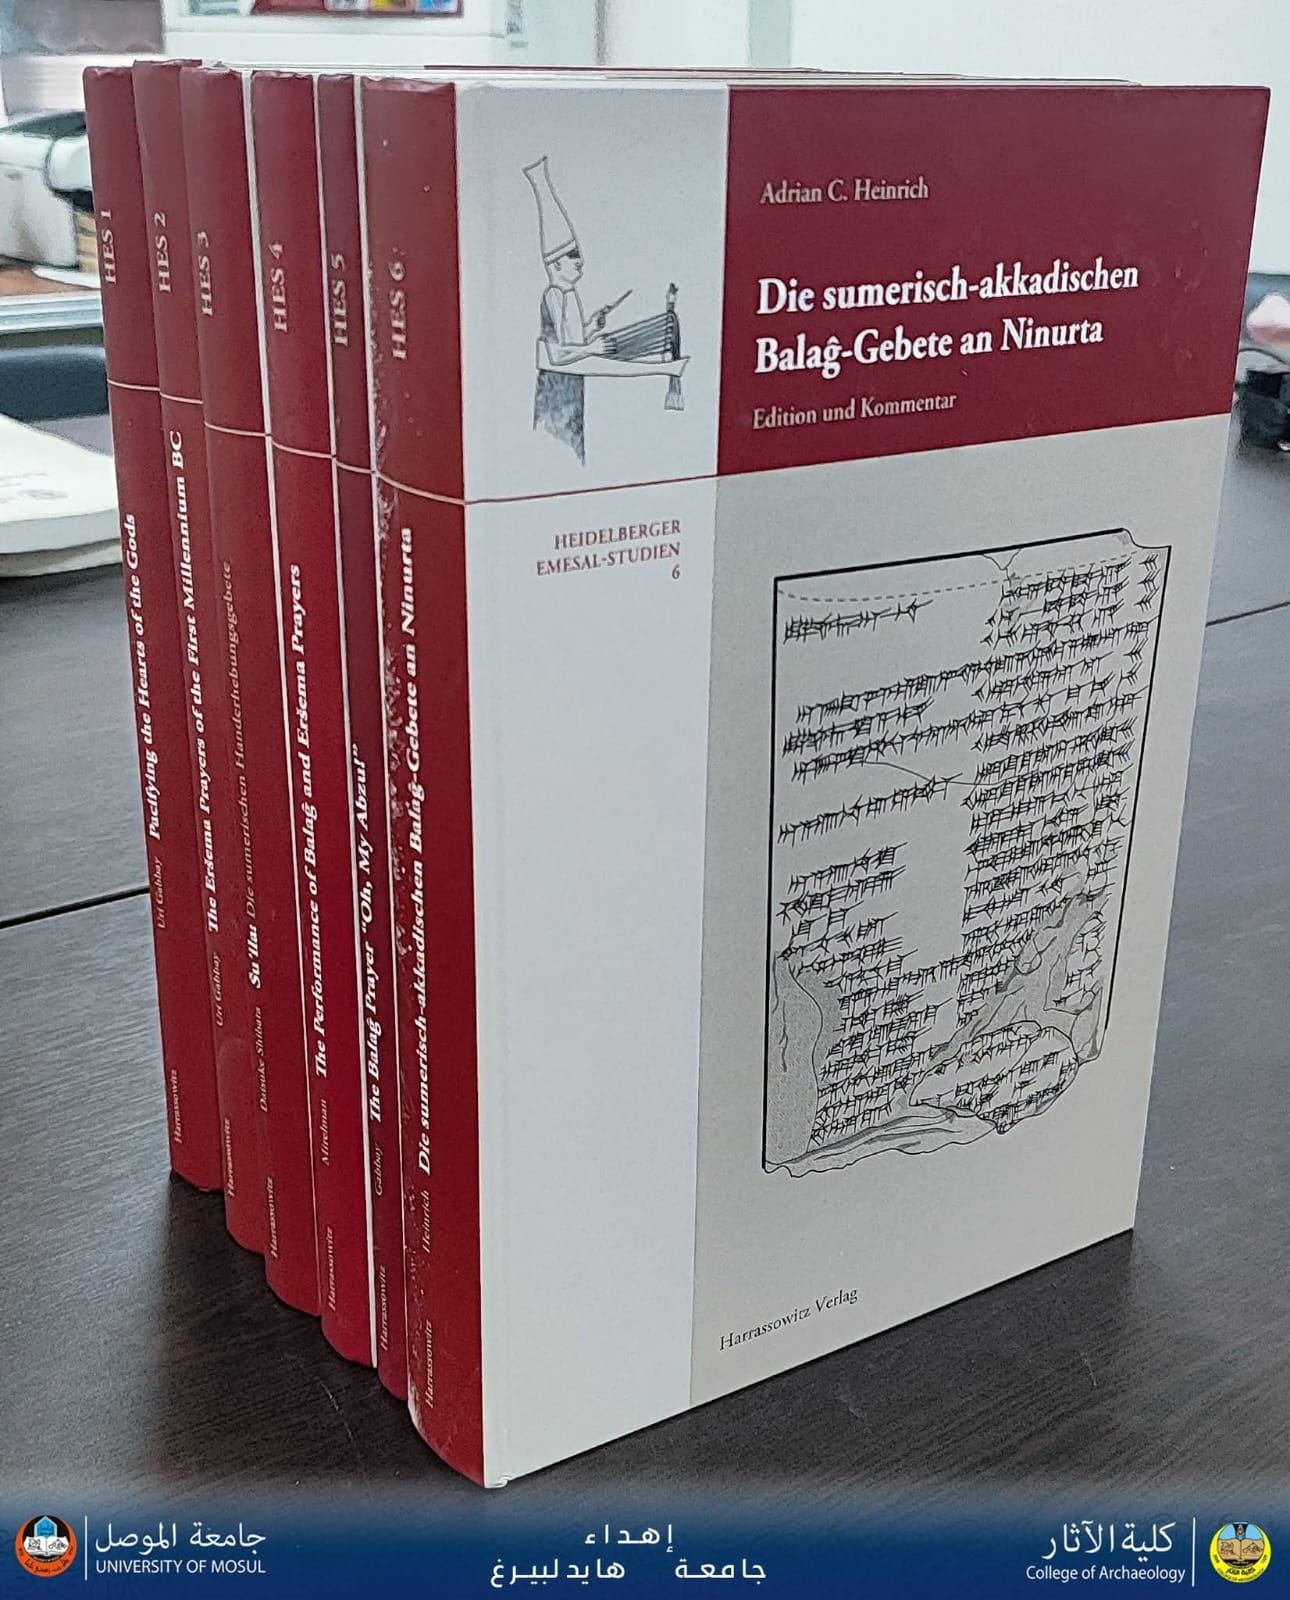 HES 1
Pacifying the Hearts of the Gods
Uri Gabbay
Harrassowitz
HES 2
The Eršema Prayers of the First Millennium BC
Uri Gabbay
Harrassowitz
HES 3
Šu'ila: Die sumerischen Handerhebungsgebete
Daisuke Shibata
Harrassowitz
HES 4
The Performance of Balaĝ and Eršema Prayers
Mirelman
Harrassowitz
HES 5
The Balaĝ Prayer “Oh, My Abzu!”
Gabbay
Harrassowitz
HES 6
Die sumerisch-akkadischen Balaĝ-Gebete an Ninurta
Heinrich
Harrassowitz
Adrian C. Heinrich
Die sumerisch-akkadischen
Balaĝ-Gebete an Ninurta
Edition und Kommentar
HEIDELBERGER
EMESAL-STUDIEN
6
Harrassowitz Verlag
جامعة الموصل
UNIVERSITY OF MOSUL
إهداء
جامعة هايدلبيرغ
كلية الآثار
College of Archaeology